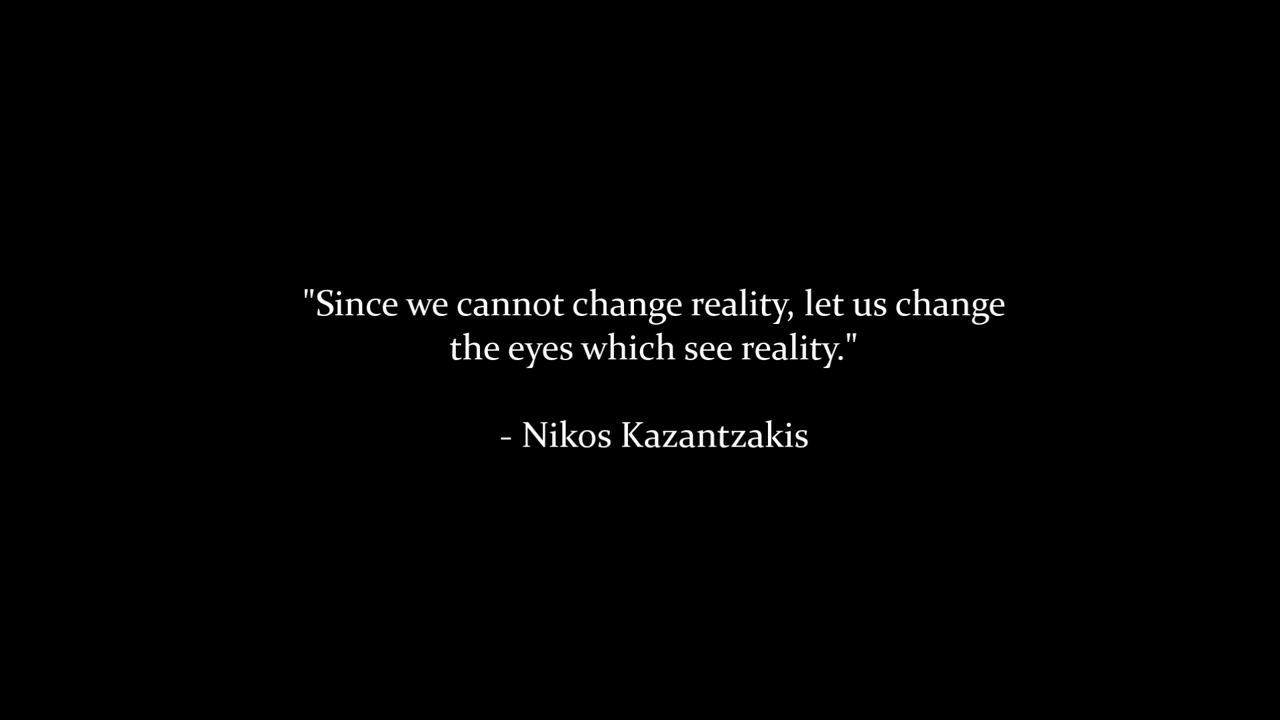 "Since we cannot change reality, let us change
the eyes which see reality."
- Nikos Kazantzakis